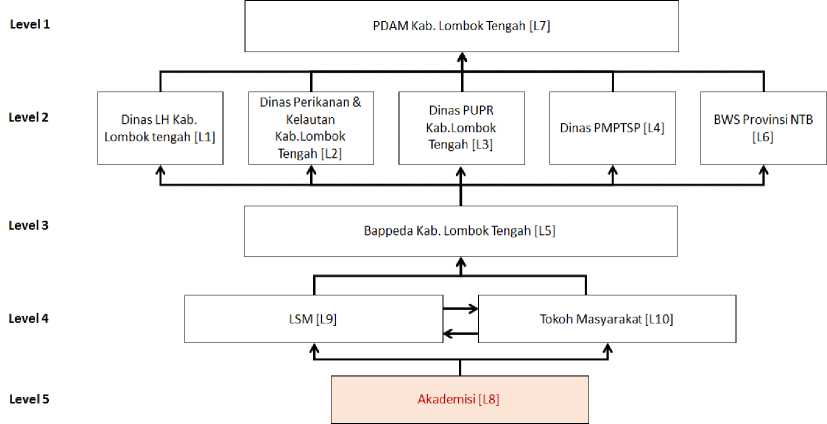 Level 1
PDAM Kab. Lombok Tengah [L7]
Level 2
Dinas LH Kab.
Lombok tengah [L1]
Dinas Perikanan &
Kelautan
Kab.Lombok
Tengah [L2]
Dinas PUPR
Kab.Lombok
Tengah [L3]
Dinas PMPTSP [L4]
BWS Provinsi NTB
[L6]
Level 3
Bappeda Kab. Lombok Tengah [L5]
Level 4
LSM [L9]
Tokoh Masyarakat [L10]
Level 5
Akademisi [L8]